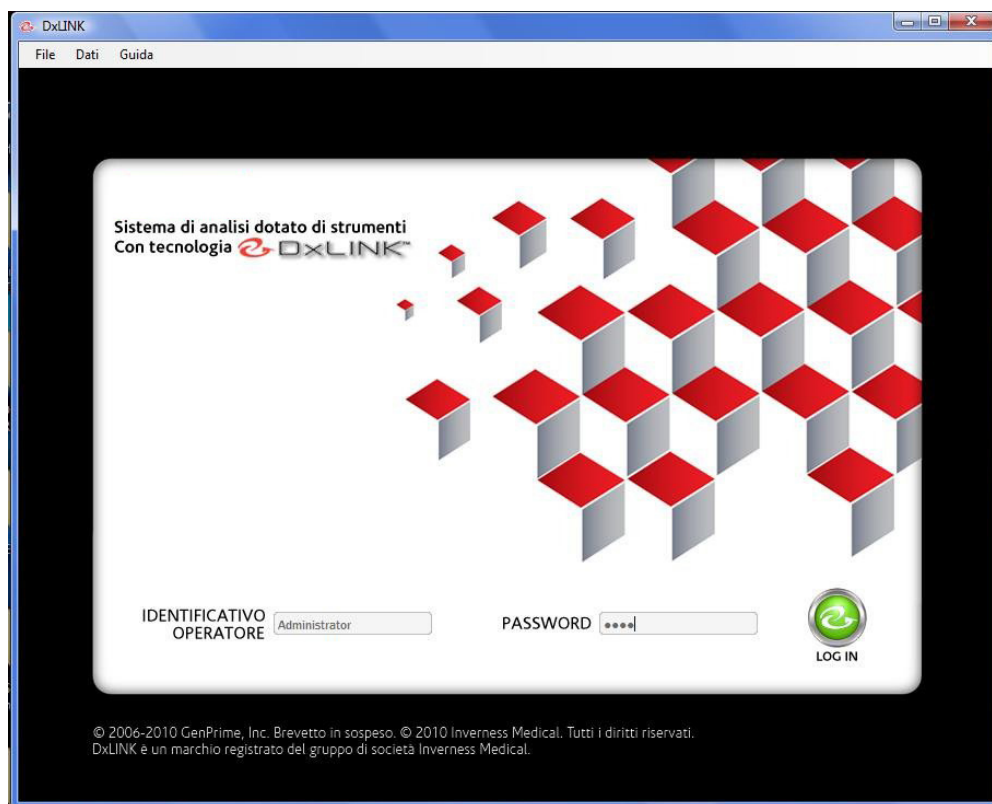 DxLINK
File Dati Guida
Sistema di analisi dotato di strumenti
Con tecnologia DxLINK™
IDENTIFICATIVO
OPERATORE
Administrator
PASSWORD
••••
LOG IN
© 2006-2010 GenPrime, Inc. Brevetto in sospeso. © 2010 Inverness Medical. Tutti i diritti riservati.
DxLINK è un marchio registrato del gruppo di società Inverness Medical.